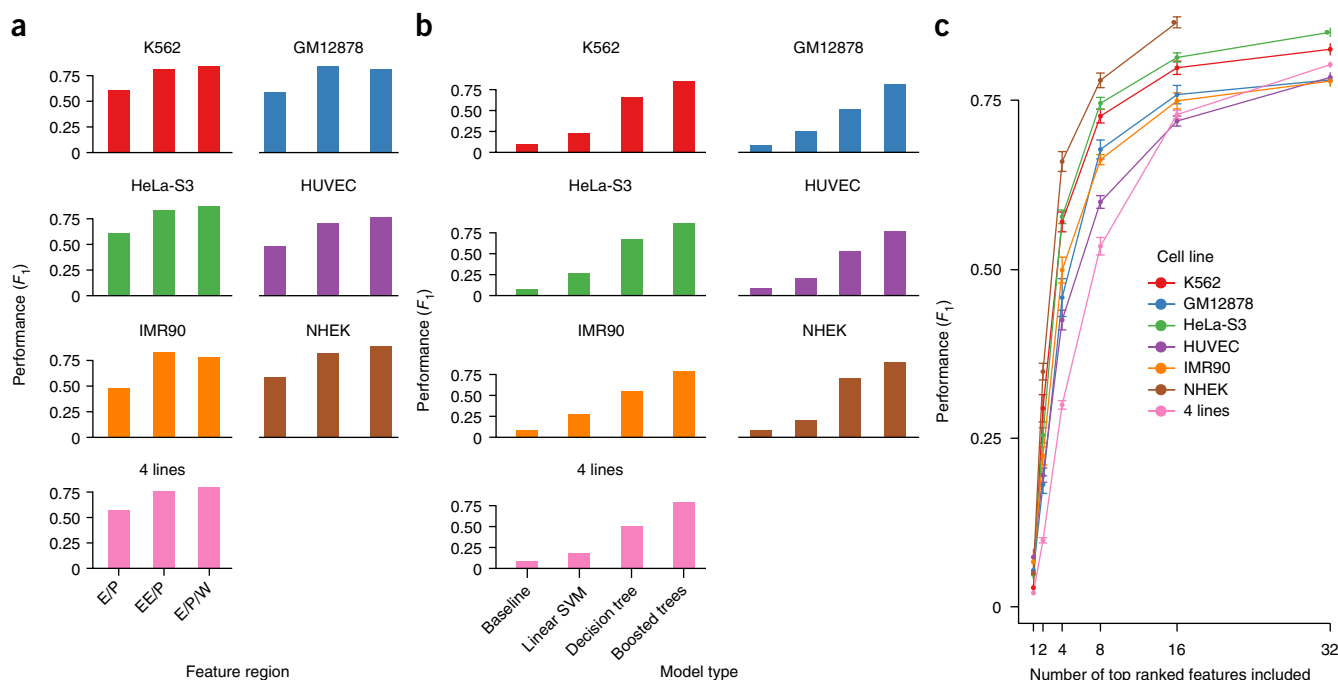 a
K562
GM12878
0.75
0.50
0.25
0
HeLa-S3
HUVEC
0.75
0.50
0.25
0
IMR90
NHEK
0.75
0.50
0.25
0
4 lines
0.75
0.50
0.25
0
E/P
EE/P
E/P/W
Performance (F1)
Feature region
b
K562
GM12878
0.75
0.50
0.25
0
HeLa-S3
HUVEC
0.75
0.50
0.25
0
IMR90
NHEK
0.75
0.50
0.25
0
4 lines
0.75
0.50
0.25
0
Baseline
Linear SVM
Decision tree
Boosted trees
Performance (F1)
Model type
c
0.75
0.50
0.25
0
Performance (F1)
Cell line
K562
GM12878
HeLa-S3
HUVEC
IMR90
NHEK
4 lines
1 2 4 8 16 32
Number of top ranked features included